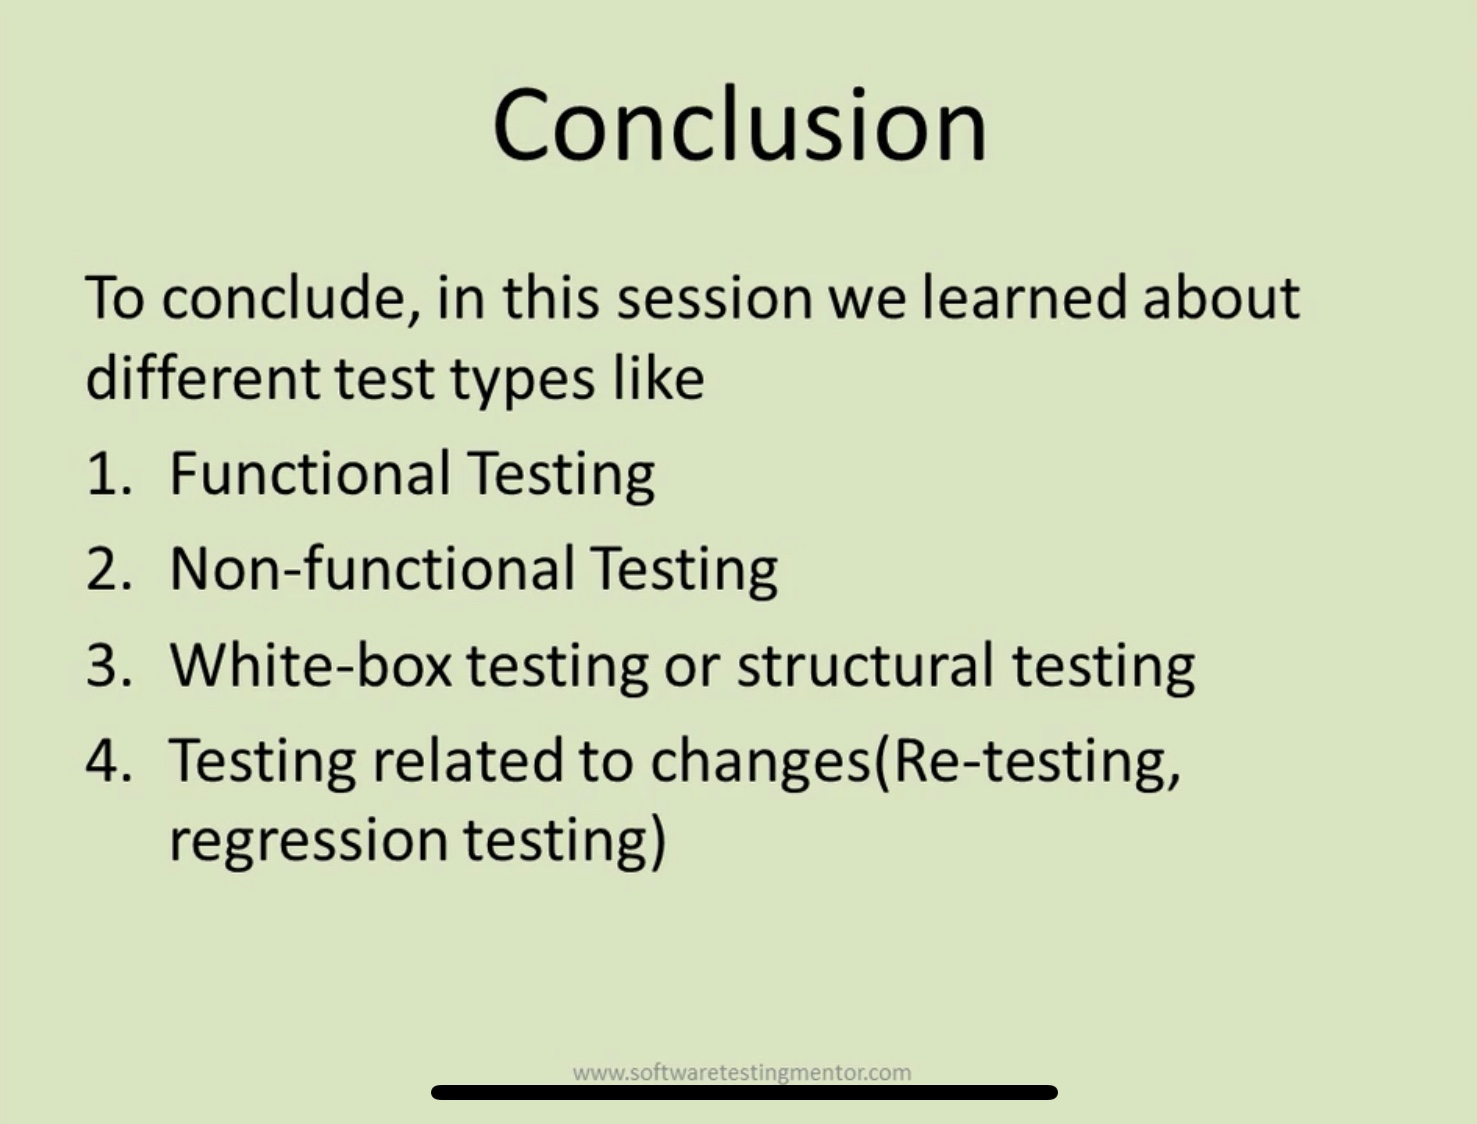 Conclusion
To conclude, in this session we learned about
different test types like
1. Functional Testing
2. Non-functional Testing
3. White-box testing or structural testing
4. Testing related to changes(Re-testing,
regression testing)
www.softwaretestingmentor.com